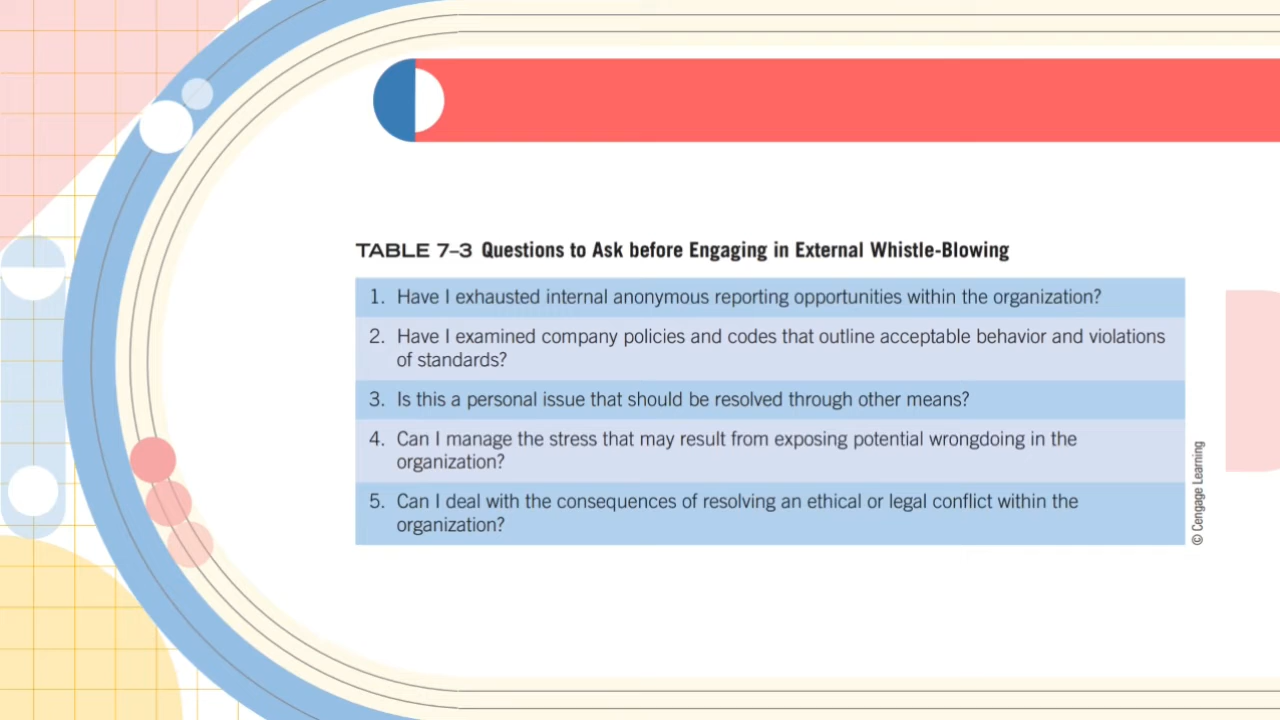 TABLE 7–3 Questions to Ask before Engaging in External Whistle-Blowing
1. Have I exhausted internal anonymous reporting opportunities within the organization?
2. Have I examined company policies and codes that outline acceptable behavior and violations
of standards?
3. Is this a personal issue that should be resolved through other means?
4. Can I manage the stress that may result from exposing potential wrongdoing in the
organization?
5. Can I deal with the consequences of resolving an ethical or legal conflict within the
organization?
© Cengage Learning